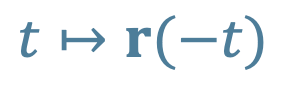 t ↦ r(−t)